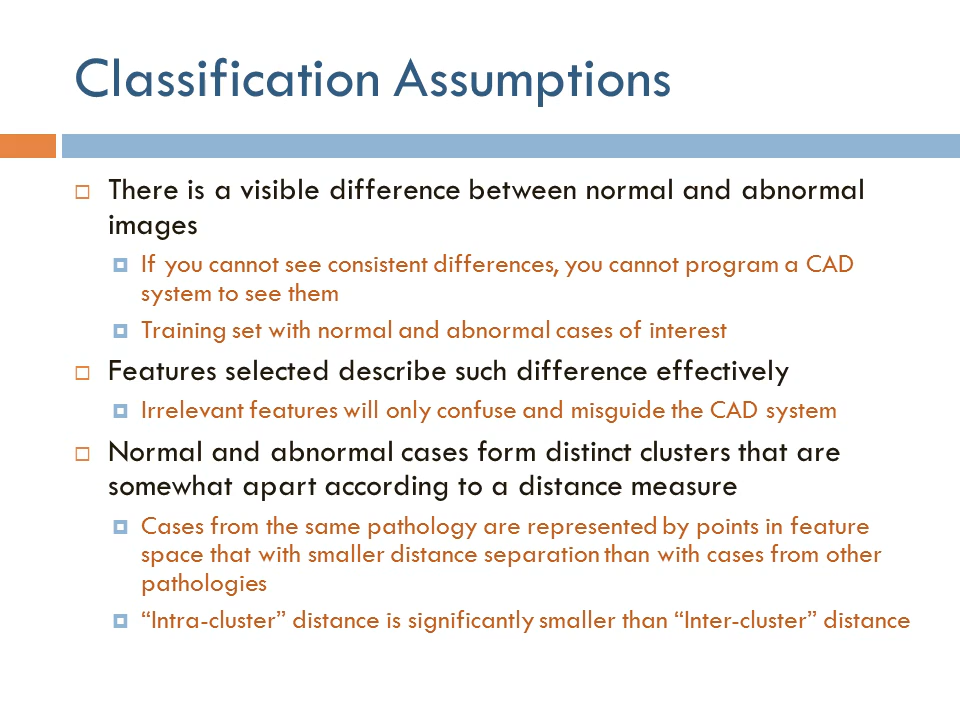 Classification Assumptions
There is a visible difference between normal and abnormal
images
If you cannot see consistent differences, you cannot program a CAD
system to see them
Training set with normal and abnormal cases of interest
Features selected describe such difference effectively
Irrelevant features will only confuse and misguide the CAD system
Normal and abnormal cases form distinct clusters that are
somewhat apart according to a distance measure
Cases from the same pathology are represented by points in feature
space that with smaller distance separation than with cases from other
pathologies
“Intra-cluster” distance is significantly smaller than “Inter-cluster” distance